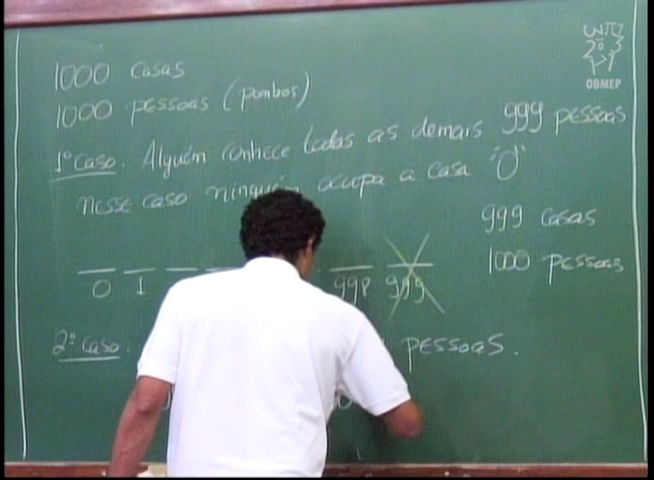 1000 casas
1000 pessoas (pombos)
1º caso. Alguém conhece todas as demais 999 pessoas
Nesse caso ninguém ocupa a casa "0"
999 casas
1000 pessoas
0 1 998 999
2º caso: pessoas.
OBMEP